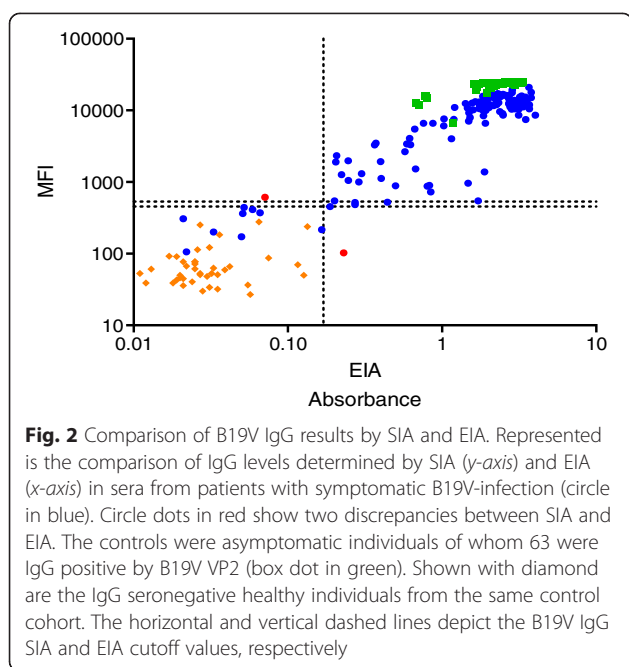 100000
10000
1000
100
10
MFI
0.01
0.10
1
10
EIA
Absorbance
Fig. 2 Comparison of B19V IgG results by SIA and EIA. Represented
is the comparison of IgG levels determined by SIA (y-axis) and EIA
(x-axis) in sera from patients with symptomatic B19V-infection (circle
in blue). Circle dots in red show two discrepancies between SIA and
EIA. The controls were asymptomatic individuals of whom 63 were
IgG positive by B19V VP2 (box dot in green). Shown with diamond
are the IgG seronegative healthy individuals from the same control
cohort. The horizontal and vertical dashed lines depict the B19V IgG
SIA and EIA cutoff values, respectively